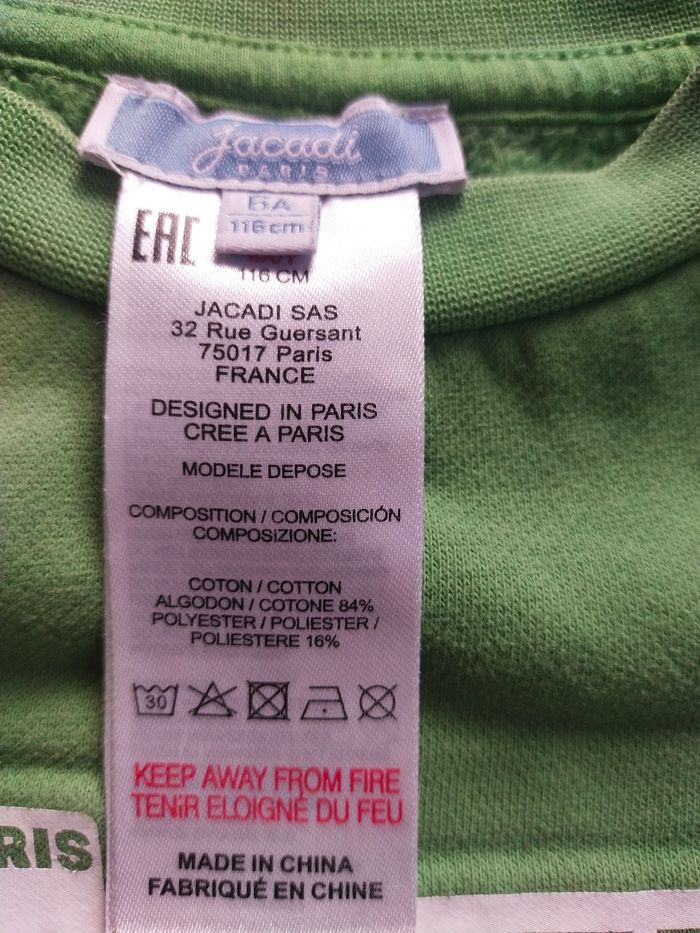 Jacadi
PARIS
6A
116 cm
EAC
116 CM
JACADI SAS
32 Rue Guersant
75017 Paris
FRANCE
DESIGNED IN PARIS
CREE A PARIS
MODELE DEPOSE
COMPOSITION / COMPOSICIÓN
COMPOSIZIONE:
COTON / COTTON
ALGODON / COTONE 84%
POLYESTER / POLIESTER /
POLIESTERE 16%
30
KEEP AWAY FROM FIRE
TENIR ELOIGNÉ DU FEU
RIS
MADE IN CHINA
FABRIQUÉ EN CHINE